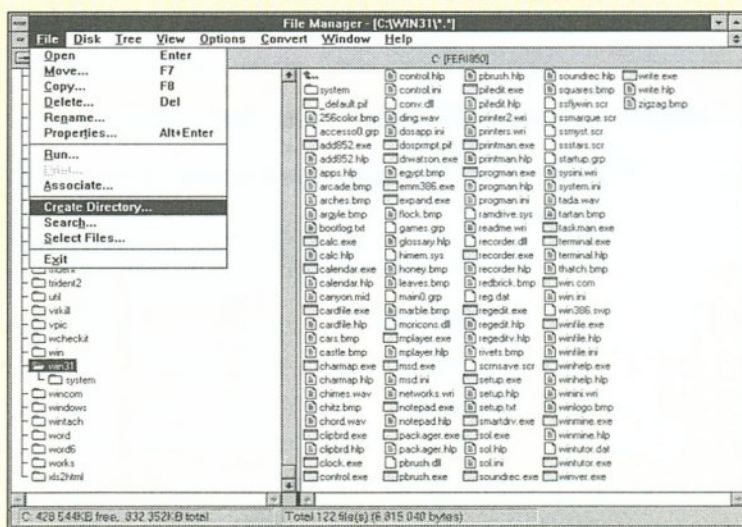 File Manager - [C:\WIN31\*.*]
File Disk Tree View Options Convert Window Help
C: [FER1850]
Open Enter
Move... F7
Copy... F8
Delete... Del
Rename...
Properties... Alt+Enter
Run...
Associate...
Create Directory...
Search...
Select Files...
Exit
trident
trident2
util
virkill
vpic
wcheckit
win
win31
system
wincom
windows
wintach
word
word6
works
xls2html
system
_default.pif
256color.bmp
accesso0.grp
add852.exe
add852.hlp
apps.hlp
arcade.bmp
arches.bmp
argyle.bmp
bootlog.txt
calc.exe
calc.hlp
calendar.exe
calendar.hlp
canyon.mid
cardfile.exe
cardfile.hlp
cars.bmp
castle.bmp
charmap.exe
charmap.hlp
chimes.wav
chitz.bmp
chord.wav
clipbrd.exe
clipbrd.hlp
clock.exe
control.exe
control.hlp
control.ini
conv.dll
ding.wav
dosapp.ini
dosprmpt.pif
drwatson.exe
egypt.bmp
emm386.exe
expand.exe
flock.bmp
games.grp
glossary.hlp
himem.sys
honey.bmp
leaves.bmp
main0.grp
marble.bmp
moricons.dll
mplayer.exe
mplayer.hlp
msd.exe
msd.ini
networks.wri
notepad.exe
notepad.hlp
packager.exe
packager.hlp
pbrush.dll
pbrush.exe
pbrush.hlp
pifedit.exe
pifedit.hlp
printer2.wri
printers.wri
printman.exe
printman.hlp
progman.exe
progman.hlp
progman.ini
ramdrive.sys
readme.wri
recorder.dll
recorder.exe
recorder.hlp
redbrick.bmp
reg.dat
regedit.exe
regedit.hlp
regeditv.hlp
rivets.bmp
scrnsave.scr
setup.exe
setup.hlp
setup.txt
smartdrv.exe
sol.exe
sol.hlp
sol.ini
soundrec.exe
soundrec.hlp
squares.bmp
ssflywin.scr
ssmarque.scr
ssmyst.scr
ssstars.scr
startup.grp
sysini.wri
system.ini
tada.wav
tartan.bmp
taskman.exe
terminal.exe
terminal.hlp
thatch.bmp
win.com
win.ini
win386.swp
winfile.exe
winfile.hlp
winfile.ini
winhelp.exe
winhelp.hlp
winini.wri
winlogo.bmp
winmine.exe
winmine.hlp
wintutor.dat
wintutor.exe
winver.exe
write.exe
write.hlp
zigzag.bmp
C: 428 544KB free, 832 352KB total
Total 122 file(s) (6 815 040 bytes)